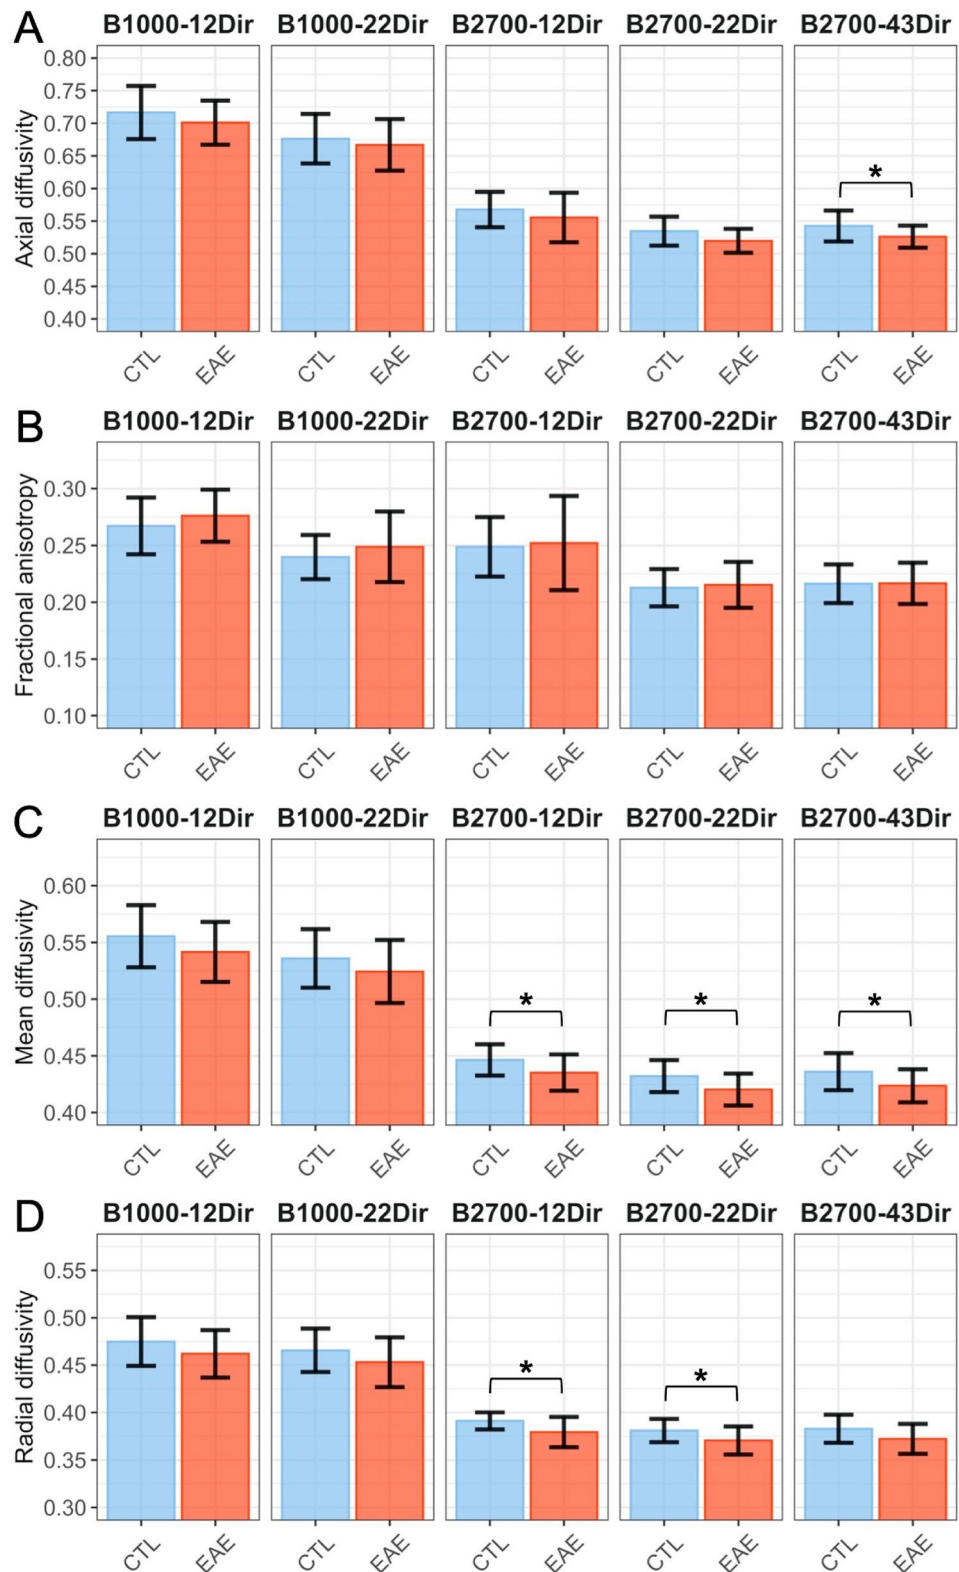 A
B1000-12Dir B1000-22Dir B2700-12Dir B2700-22Dir B2700-43Dir
Axial diffusivity
0.80
0.75
0.70
0.65
0.60
0.55
0.50
0.45
0.40
*
CTL EAE CTL EAE CTL EAE CTL EAE CTL EAE
B
B1000-12Dir B1000-22Dir B2700-12Dir B2700-22Dir B2700-43Dir
Fractional anisotropy
0.30
0.25
0.20
0.15
0.10
CTL EAE CTL EAE CTL EAE CTL EAE CTL EAE
C
B1000-12Dir B1000-22Dir B2700-12Dir B2700-22Dir B2700-43Dir
Mean diffusivity
0.60
0.55
0.50
0.45
0.40
* * *
CTL EAE CTL EAE CTL EAE CTL EAE CTL EAE
D
B1000-12Dir B1000-22Dir B2700-12Dir B2700-22Dir B2700-43Dir
Radial diffusivity
0.55
0.50
0.45
0.40
0.35
0.30
* *
CTL EAE CTL EAE CTL EAE CTL EAE CTL EAE